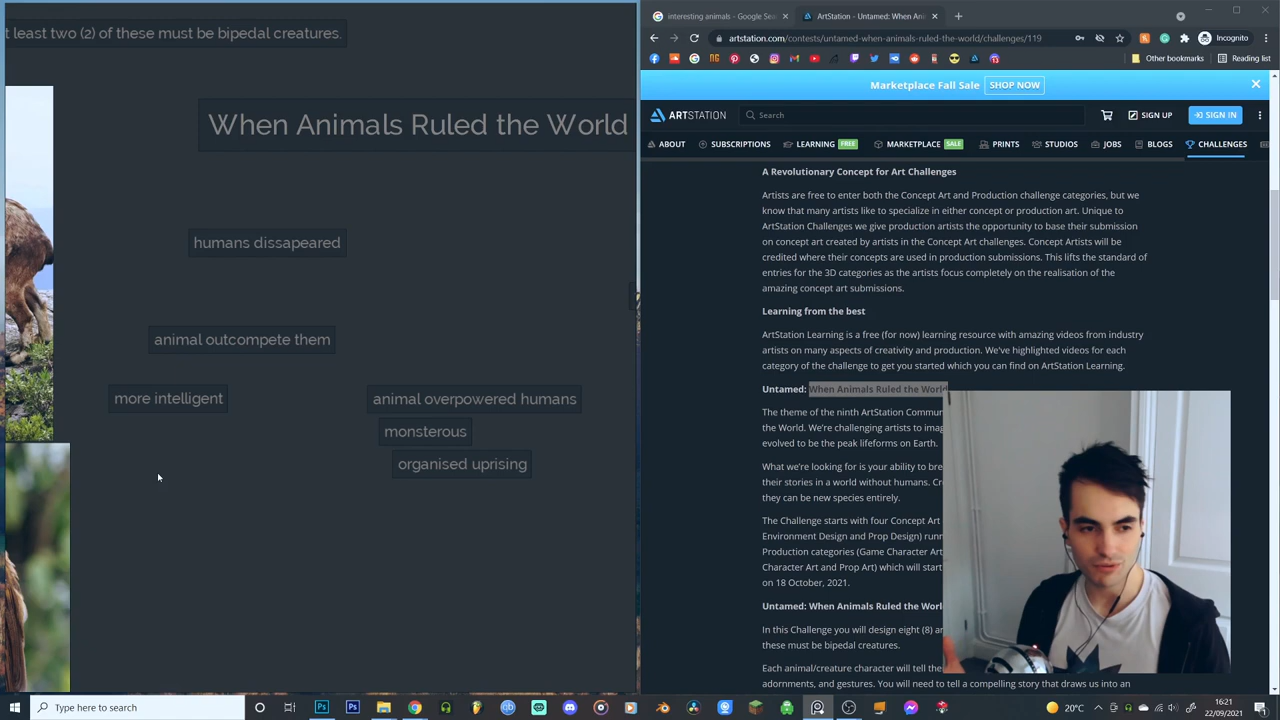 t least two (2) of these must be bipedal creatures.
When Animals Ruled the World
humans dissapeared
animal outcompete them
more intelligent
animal overpowered humans
monsterous
organised uprising
interesting animals - Google Sea
ArtStation - Untamed: When An
artstation.com/contests/untamed-when-animals-ruled-the-world/challenges/119
Incognito
Other bookmarks
Reading list
Marketplace Fall Sale
SHOP NOW
ARTSTATION
Search
SIGN UP
SIGN IN
ABOUT
SUBSCRIPTIONS
LEARNING FREE
MARKETPLACE SALE
PRINTS
STUDIOS
JOBS
BLOGS
CHALLENGES
A Revolutionary Concept for Art Challenges
Artists are free to enter both the Concept Art and Production challenge categories, but we
know that many artists like to specialize in either concept or production art. Unique to
ArtStation Challenges we give production artists the opportunity to base their submission
on concept art created by artists in the Concept Art challenges. Concept Artists will be
credited where their concepts are used in production submissions. This lifts the standard of
entries for the 3D categories as the artists focus completely on the realisation of the
amazing concept art submissions.
Learning from the best
ArtStation Learning is a free (for now) learning resource with amazing videos from industry
artists on many aspects of creativity and production. We've highlighted videos for each
category of the challenge to get you started which you can find on ArtStation Learning.
Untamed: When Animals Ruled the World
The theme of the ninth ArtStation Commun
the World. We're challenging artists to imag
evolved to be the peak lifeforms on Earth.
What we're looking for is your ability to bre
their stories in a world without humans. Cr
they can be new species entirely.
The Challenge starts with four Concept Art
Environment Design and Prop Design) runn
Production categories (Game Character Art
Character Art and Prop Art) which will start
on 18 October, 2021.
Untamed: When Animals Ruled the Worl
In this Challenge you will design eight (8) an
these must be bipedal creatures.
Each animal/creature character will tell the
adornments, and gestures. You will need to tell a compelling story that draws us into an
Type here to search
20°C
16:21
22/09/2021